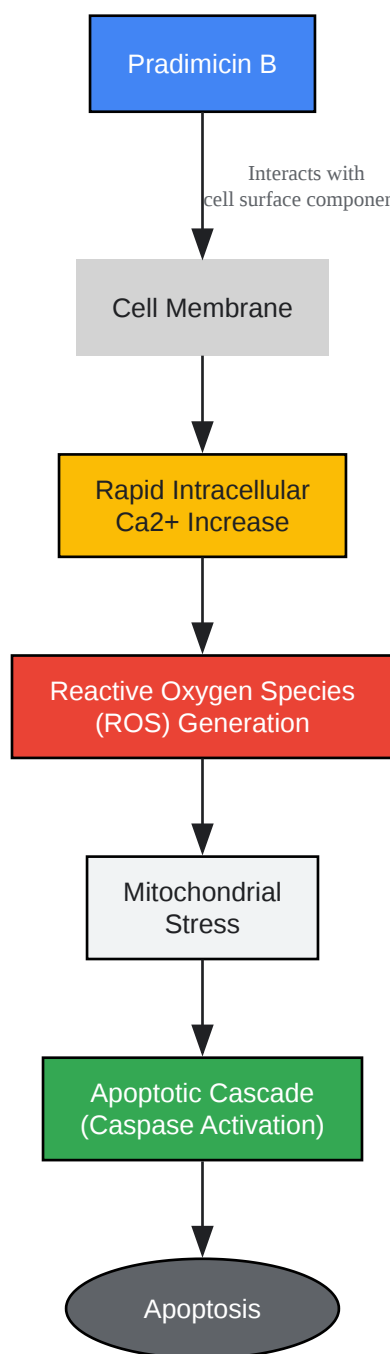 Pradimicin B
Interacts with
cell surface componen
Cell Membrane
Rapid Intracellular
Ca2+ Increase
Reactive Oxygen Species
(ROS) Generation
Mitochondrial
Stress
Apoptotic Cascade
(Caspase Activation)
Apoptosis